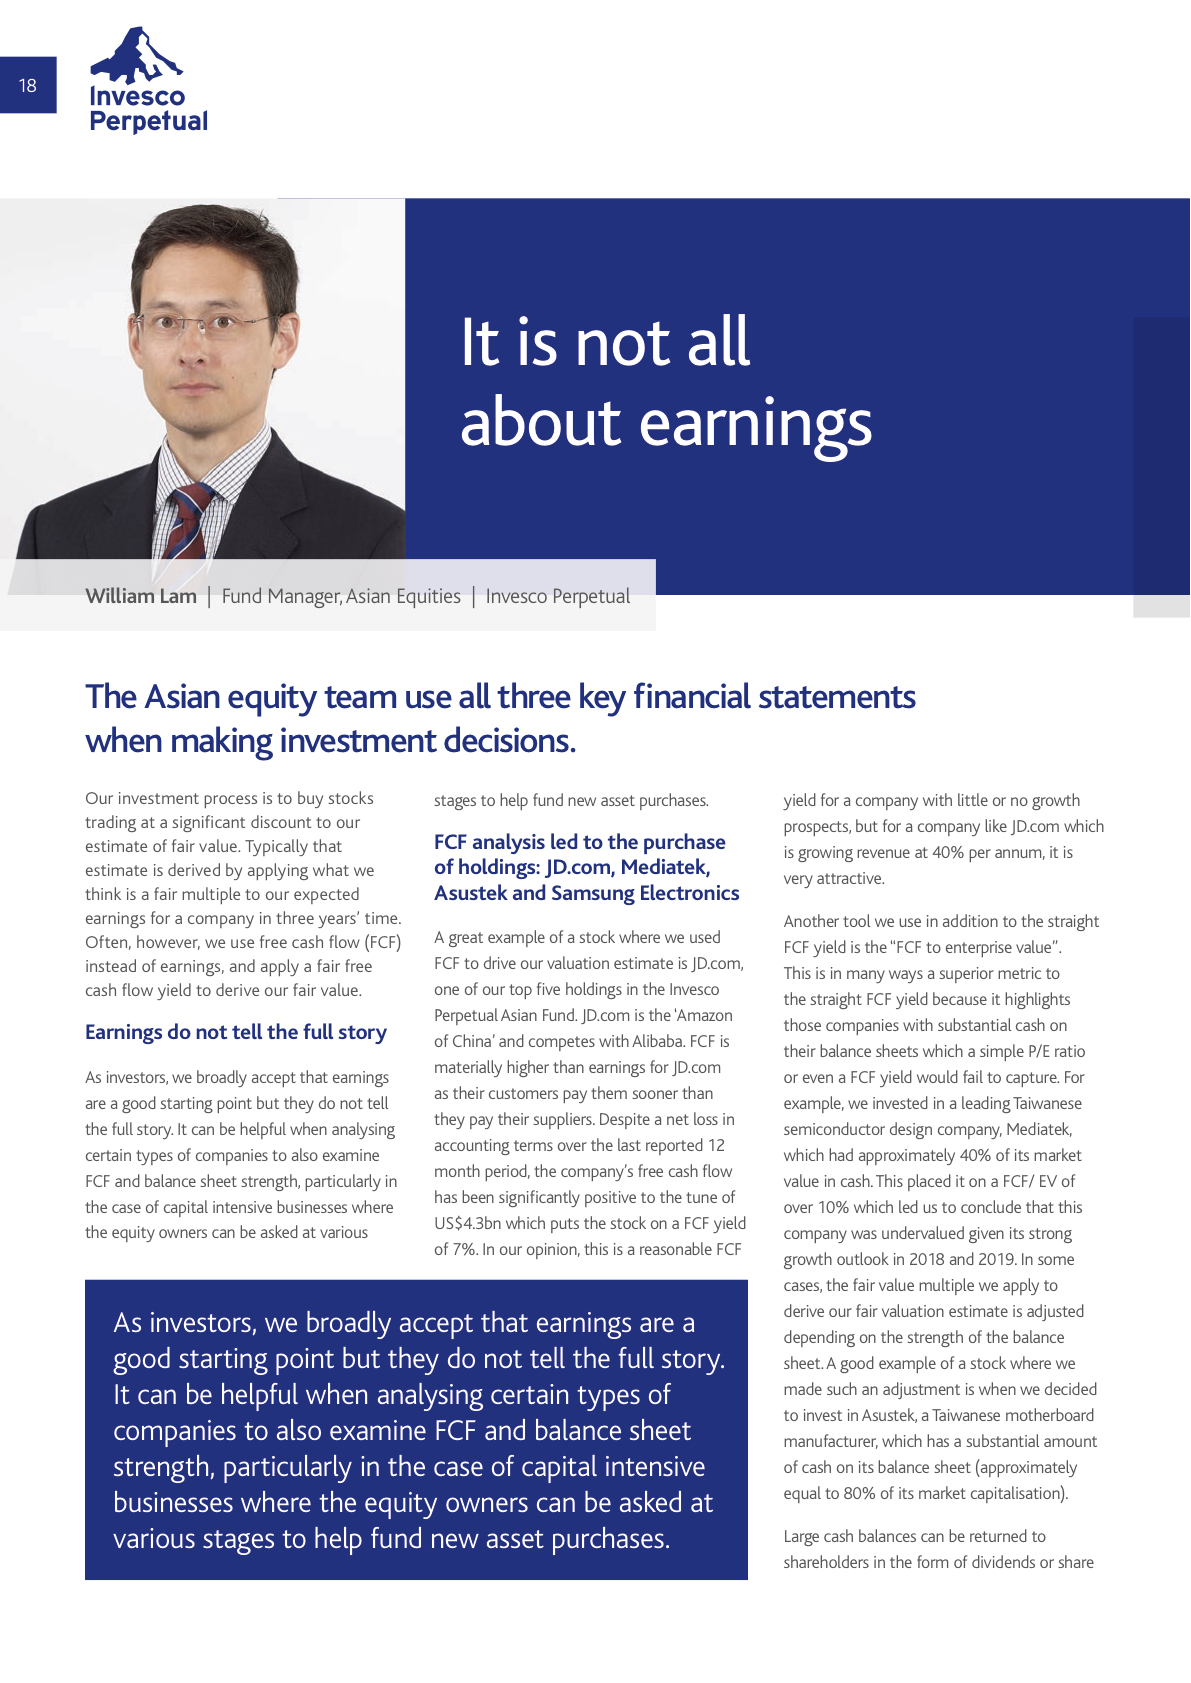 18
Invesco
Perpetual
It is not all
about earnings
William Lam | Fund Manager, Asian Equities | Invesco Perpetual
The Asian equity team use all three key financial statements
when making investment decisions.
Our investment process is to buy stocks
trading at a significant discount to our
estimate of fair value. Typically that
estimate is derived by applying what we
think is a fair multiple to our expected
earnings for a company in three years’ time.
Often, however, we use free cash flow (FCF)
instead of earnings, and apply a fair free
cash flow yield to derive our fair value.
Earnings do not tell the full story
As investors, we broadly accept that earnings
are a good starting point but they do not tell
the full story. It can be helpful when analysing
certain types of companies to also examine
FCF and balance sheet strength, particularly in
the case of capital intensive businesses where
the equity owners can be asked at various
stages to help fund new asset purchases.
FCF analysis led to the purchase
of holdings: JD.com, Mediatek,
Asustek and Samsung Electronics
A great example of a stock where we used
FCF to drive our valuation estimate is JD.com,
one of our top five holdings in the Invesco
Perpetual Asian Fund. JD.com is the ‘Amazon
of China’ and competes with Alibaba. FCF is
materially higher than earnings for JD.com
as their customers pay them sooner than
they pay their suppliers. Despite a net loss in
accounting terms over the last reported 12
month period, the company’s free cash flow
has been significantly positive to the tune of
US$4.3bn which puts the stock on a FCF yield
of 7%. In our opinion, this is a reasonable FCF
yield for a company with little or no growth
prospects, but for a company like JD.com which
is growing revenue at 40% per annum, it is
very attractive.
Another tool we use in addition to the straight
FCF yield is the “FCF to enterprise value”.
This is in many ways a superior metric to
the straight FCF yield because it highlights
those companies with substantial cash on
their balance sheets which a simple P/E ratio
or even a FCF yield would fail to capture. For
example, we invested in a leading Taiwanese
semiconductor design company, Mediatek,
which had approximately 40% of its market
value in cash. This placed it on a FCF/ EV of
over 10% which led us to conclude that this
company was undervalued given its strong
growth outlook in 2018 and 2019. In some
cases, the fair value multiple we apply to
derive our fair valuation estimate is adjusted
depending on the strength of the balance
sheet. A good example of a stock where we
made such an adjustment is when we decided
to invest in Asustek, a Taiwanese motherboard
manufacturer, which has a substantial amount
of cash on its balance sheet (approximately
equal to 80% of its market capitalisation).
Large cash balances can be returned to
shareholders in the form of dividends or share
As investors, we broadly accept that earnings are a
good starting point but they do not tell the full story.
It can be helpful when analysing certain types of
companies to also examine FCF and balance sheet
strength, particularly in the case of capital intensive
businesses where the equity owners can be asked at
various stages to help fund new asset purchases.